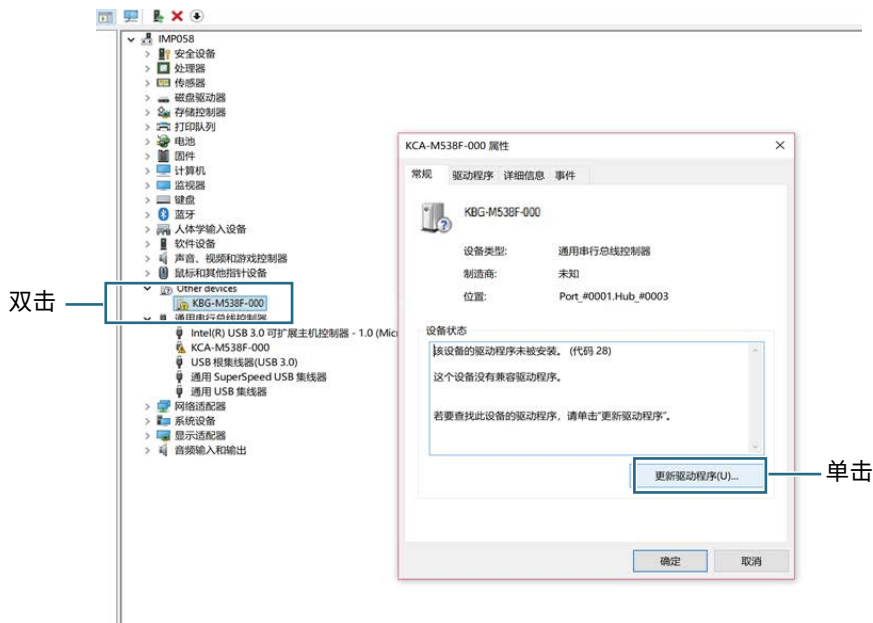 IMP058
安全设备
处理器
传感器
磁盘驱动器
存储控制器
打印队列
电池
固件
计算机
监视器
键盘
蓝牙
人体学输入设备
软件设备
声音、视频和游戏控制器
鼠标和其他指针设备
Other devices
双击
KBG-M538F-000
通用串行总线控制器
Intel(R) USB 3.0 可扩展主机控制器 - 1.0 (Mic
KCA-M538F-000
USB 根集线器(USB 3.0)
通用 SuperSpeed USB 集线器
通用 USB 集线器
网络适配器
系统设备
显示适配器
音频输入和输出
KCA-M538F-000 属性
常规 驱动程序 详细信息 事件
KBG-M538F-000
设备类型: 通用串行总线控制器
制造商: 未知
位置: Port_#0001.Hub_#0003
设备状态
该设备的驱动程序未被安装。 (代码 28)
这个设备没有兼容驱动程序。
若要查找此设备的驱动程序，请单击"更新驱动程序"。
更新驱动程序(U)...
单击
确定 取消